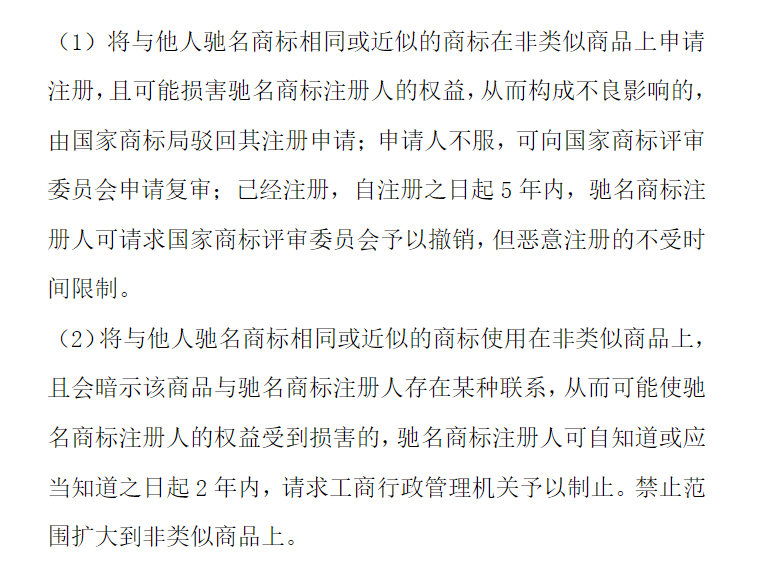 （1）将与他人驰名商标相同或近似的商标在非类似商品上申请
注册，且可能损害驰名商标注册人的权益，从而构成不良影响的，
由国家商标局驳回其注册申请；申请人不服，可向国家商标评审
委员会申请复审；已经注册，自注册之日起 5 年内，驰名商标注
册人可请求国家商标评审委员会予以撤销，但恶意注册的不受时
间限制。
（2）将与他人驰名商标相同或近似的商标使用在非类似商品上，
且会暗示该商品与驰名商标注册人存在某种联系，从而可能使驰
名商标注册人的权益受到损害的，驰名商标注册人可自知道或应
当知道之日起 2 年内，请求工商行政管理机关予以制止。禁止范
围扩大到非类似商品上。